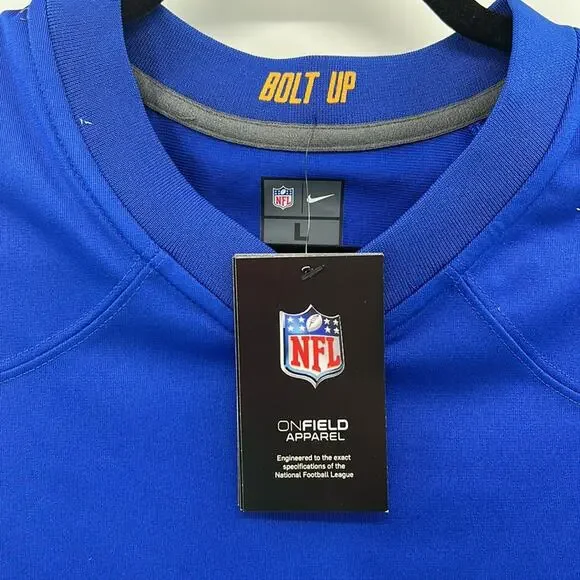 BOLT UP
NFL
L
NFL
ONFIELD
APPAREL
Engineered to the exact
specifications of the
National Football League